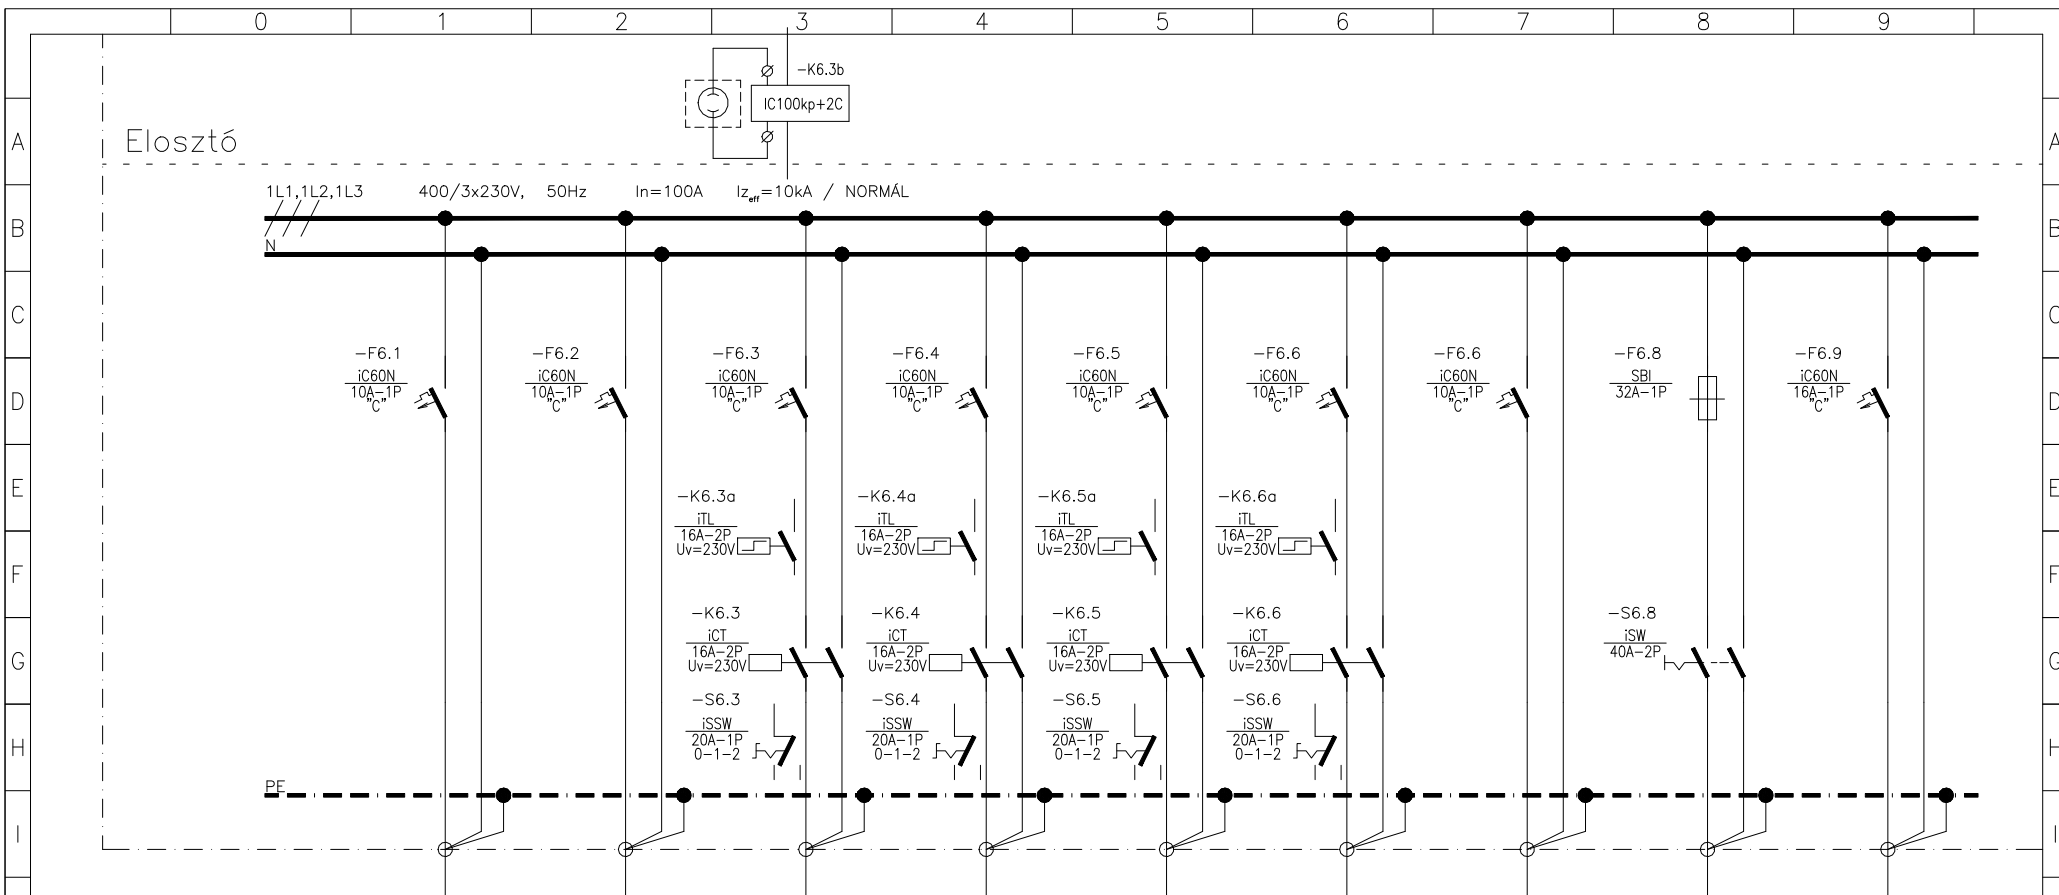 0 1 2 3 4 5 6 7 8 9
-K6.3b
IC100kp+2C
A A
Elosztó
1L1,1L2,1L3 400/3x230V, 50Hz In=100A Izeff=10kA / NORMÁL
B B
N
C C
-F6.1 -F6.2 -F6.3 -F6.4 -F6.5 -F6.6 -F6.6 -F6.8 -F6.9
iC60N iC60N iC60N iC60N iC60N iC60N iC60N SBI iC60N
10A-1P 10A-1P 10A-1P 10A-1P 10A-1P 10A-1P 10A-1P 32A-1P 16A-1P
"C" "C" "C" "C" "C" "C" "C" "C"
D D
E E
-K6.3a -K6.4a -K6.5a -K6.6a
iTL iTL iTL iTL
16A-2P 16A-2P 16A-2P 16A-2P
Uv=230V Uv=230V Uv=230V Uv=230V
F F
-K6.3 -K6.4 -K6.5 -K6.6 -S6.8
iCT iCT iCT iCT iSW
16A-2P 16A-2P 16A-2P 16A-2P 40A-2P
Uv=230V Uv=230V Uv=230V Uv=230V
G G
-S6.3 -S6.4 -S6.5 -S6.6
iSSW iSSW iSSW iSSW
20A-1P 20A-1P 20A-1P 20A-1P
0-1-2 0-1-2 0-1-2 0-1-2
H H
PE
I I